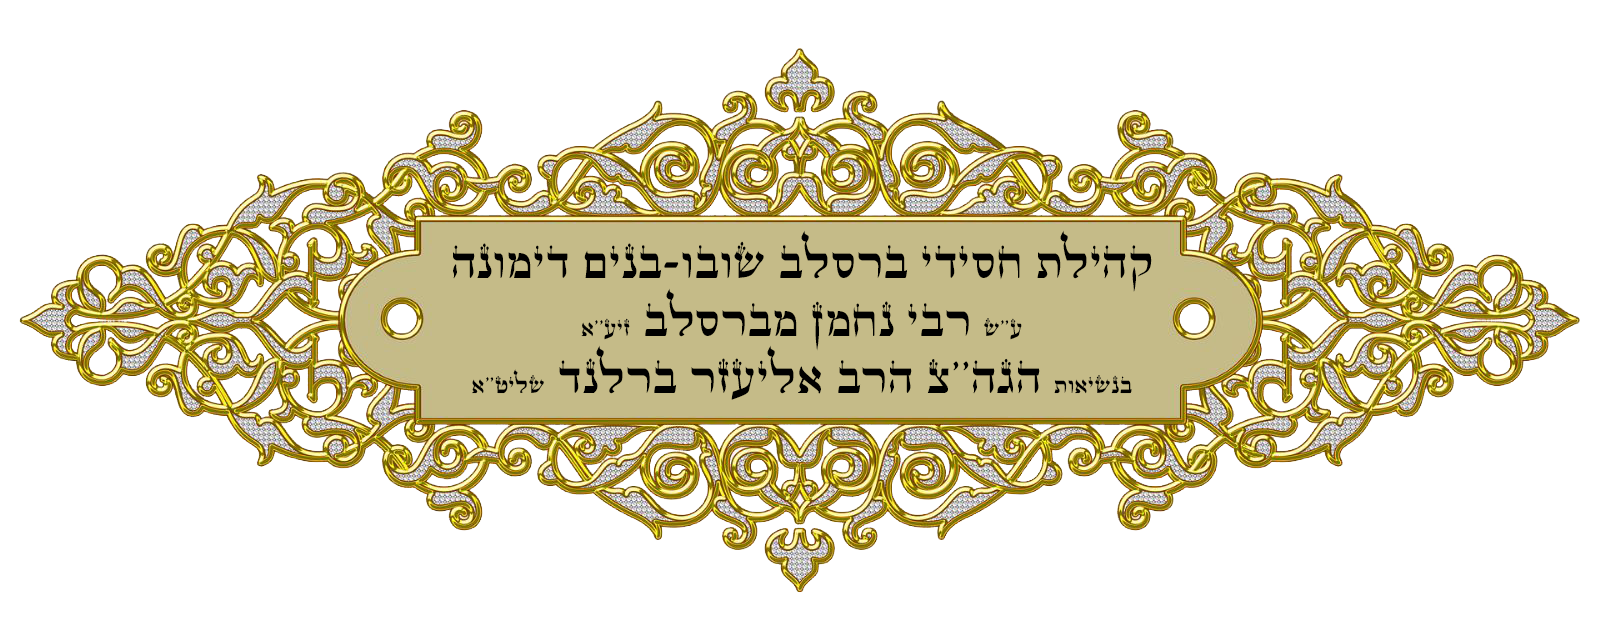 קהילת חסידי ברסלב שובו-בנים דימונה
ע''ש רבי נחמן מברסלב זיע''א
בנשיאות הגה''צ הרב אליעזר ברלנד שליט''א